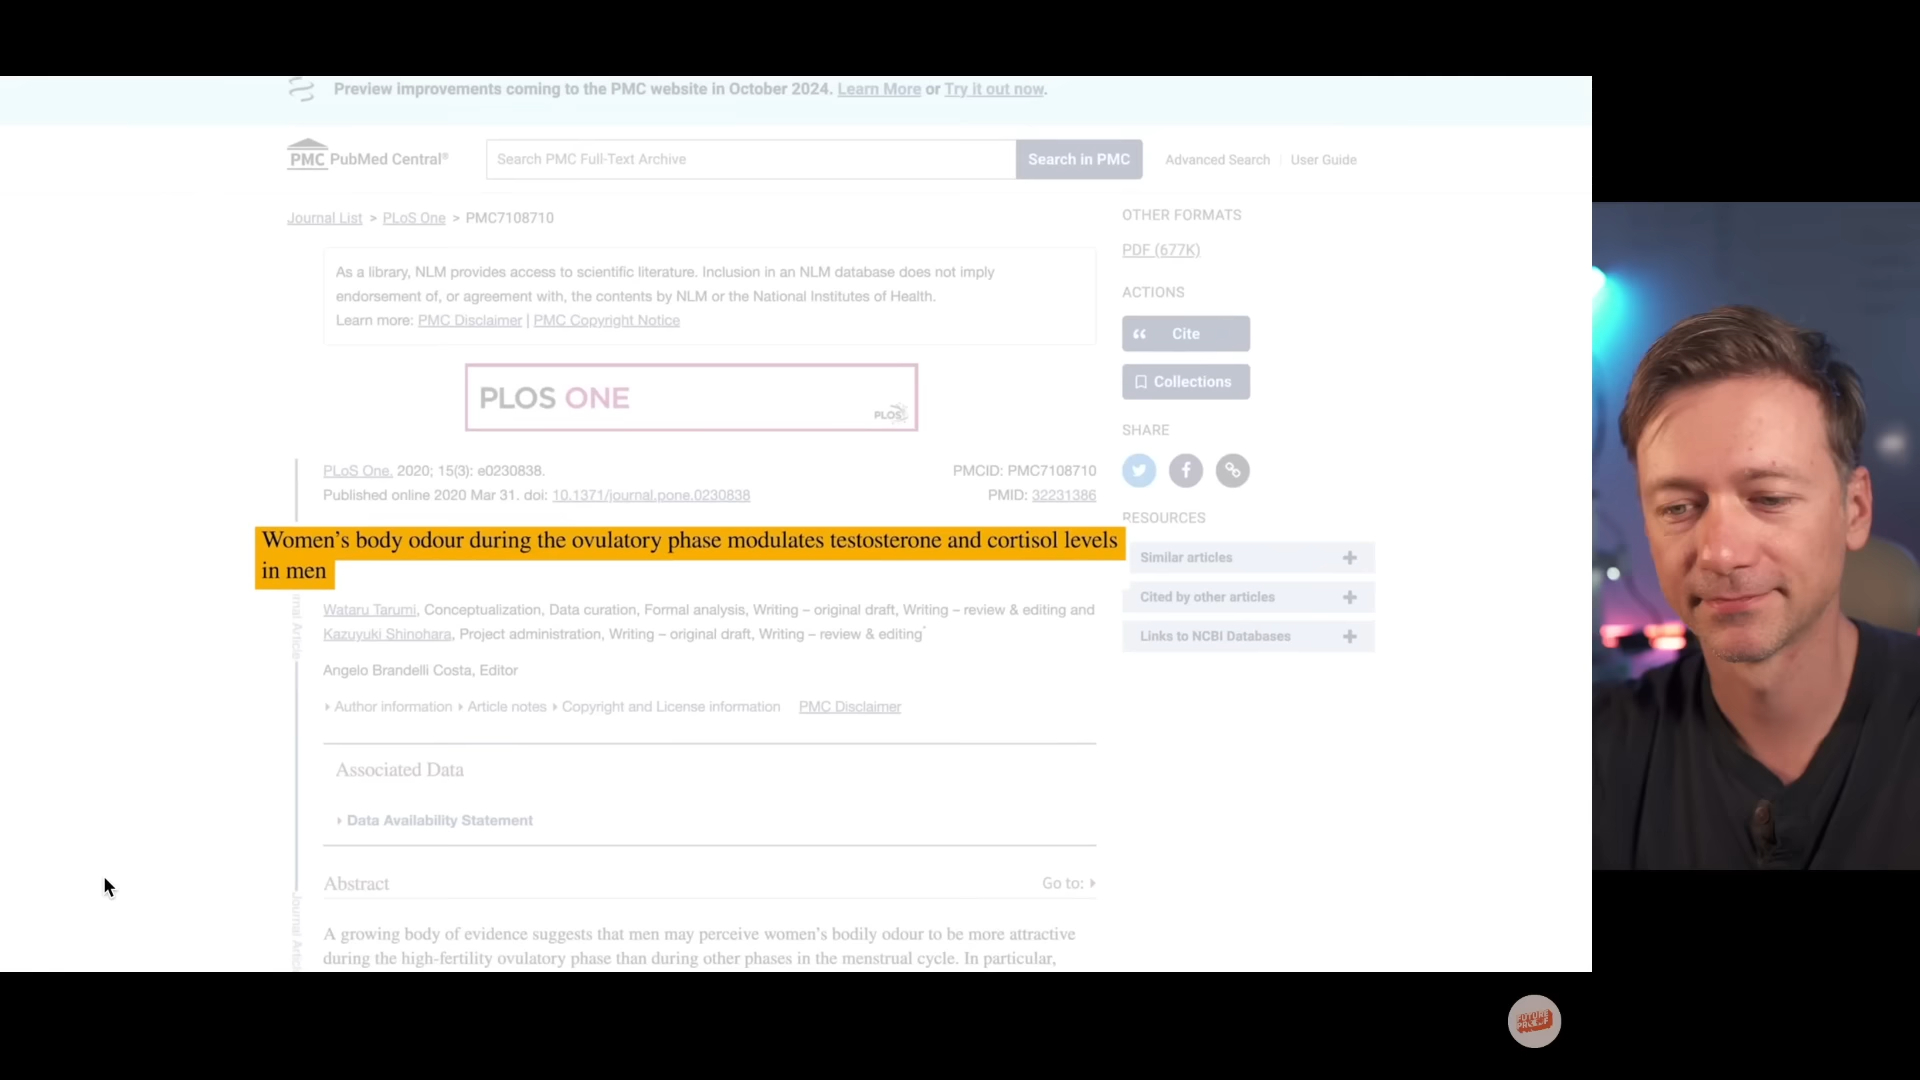 Preview improvements coming to the PMC website in October 2024. Learn More or Try it out now.
PMC PubMed Central®
Search PMC Full-Text Archive
Search in PMC
Advanced Search
User Guide
Journal List > PLoS One > PMC7108710
As a library, NLM provides access to scientific literature. Inclusion in an NLM database does not imply
endorsement of, or agreement with, the contents by NLM or the National Institutes of Health.
Learn more: PMC Disclaimer | PMC Copyright Notice
PLOS ONE
PLOS
PLoS One. 2020; 15(3): e0230838.
PMCID: PMC7108710
Published online 2020 Mar 31. doi: 10.1371/journal.pone.0230838
PMID: 32231386
Women's body odour during the ovulatory phase modulates testosterone and cortisol levels
in men
Wataru Tarumi, Conceptualization, Data curation, Formal analysis, Writing – original draft, Writing – review & editing and
Kazuyuki Shinohara, Project administration, Writing – original draft, Writing – review & editing*
Angelo Brandelli Costa, Editor
Author information
Article notes
Copyright and License information
PMC Disclaimer
Associated Data
Data Availability Statement
Abstract
Go to:
A growing body of evidence suggests that men may perceive women's bodily odour to be more attractive
during the high-fertility ovulatory phase than during other phases in the menstrual cycle. In particular,
OTHER FORMATS
PDF (677K)
ACTIONS
Cite
Collections
SHARE
RESOURCES
Similar articles
Cited by other articles
Links to NCBI Databases
Journal Article
FUTURE
PROOF